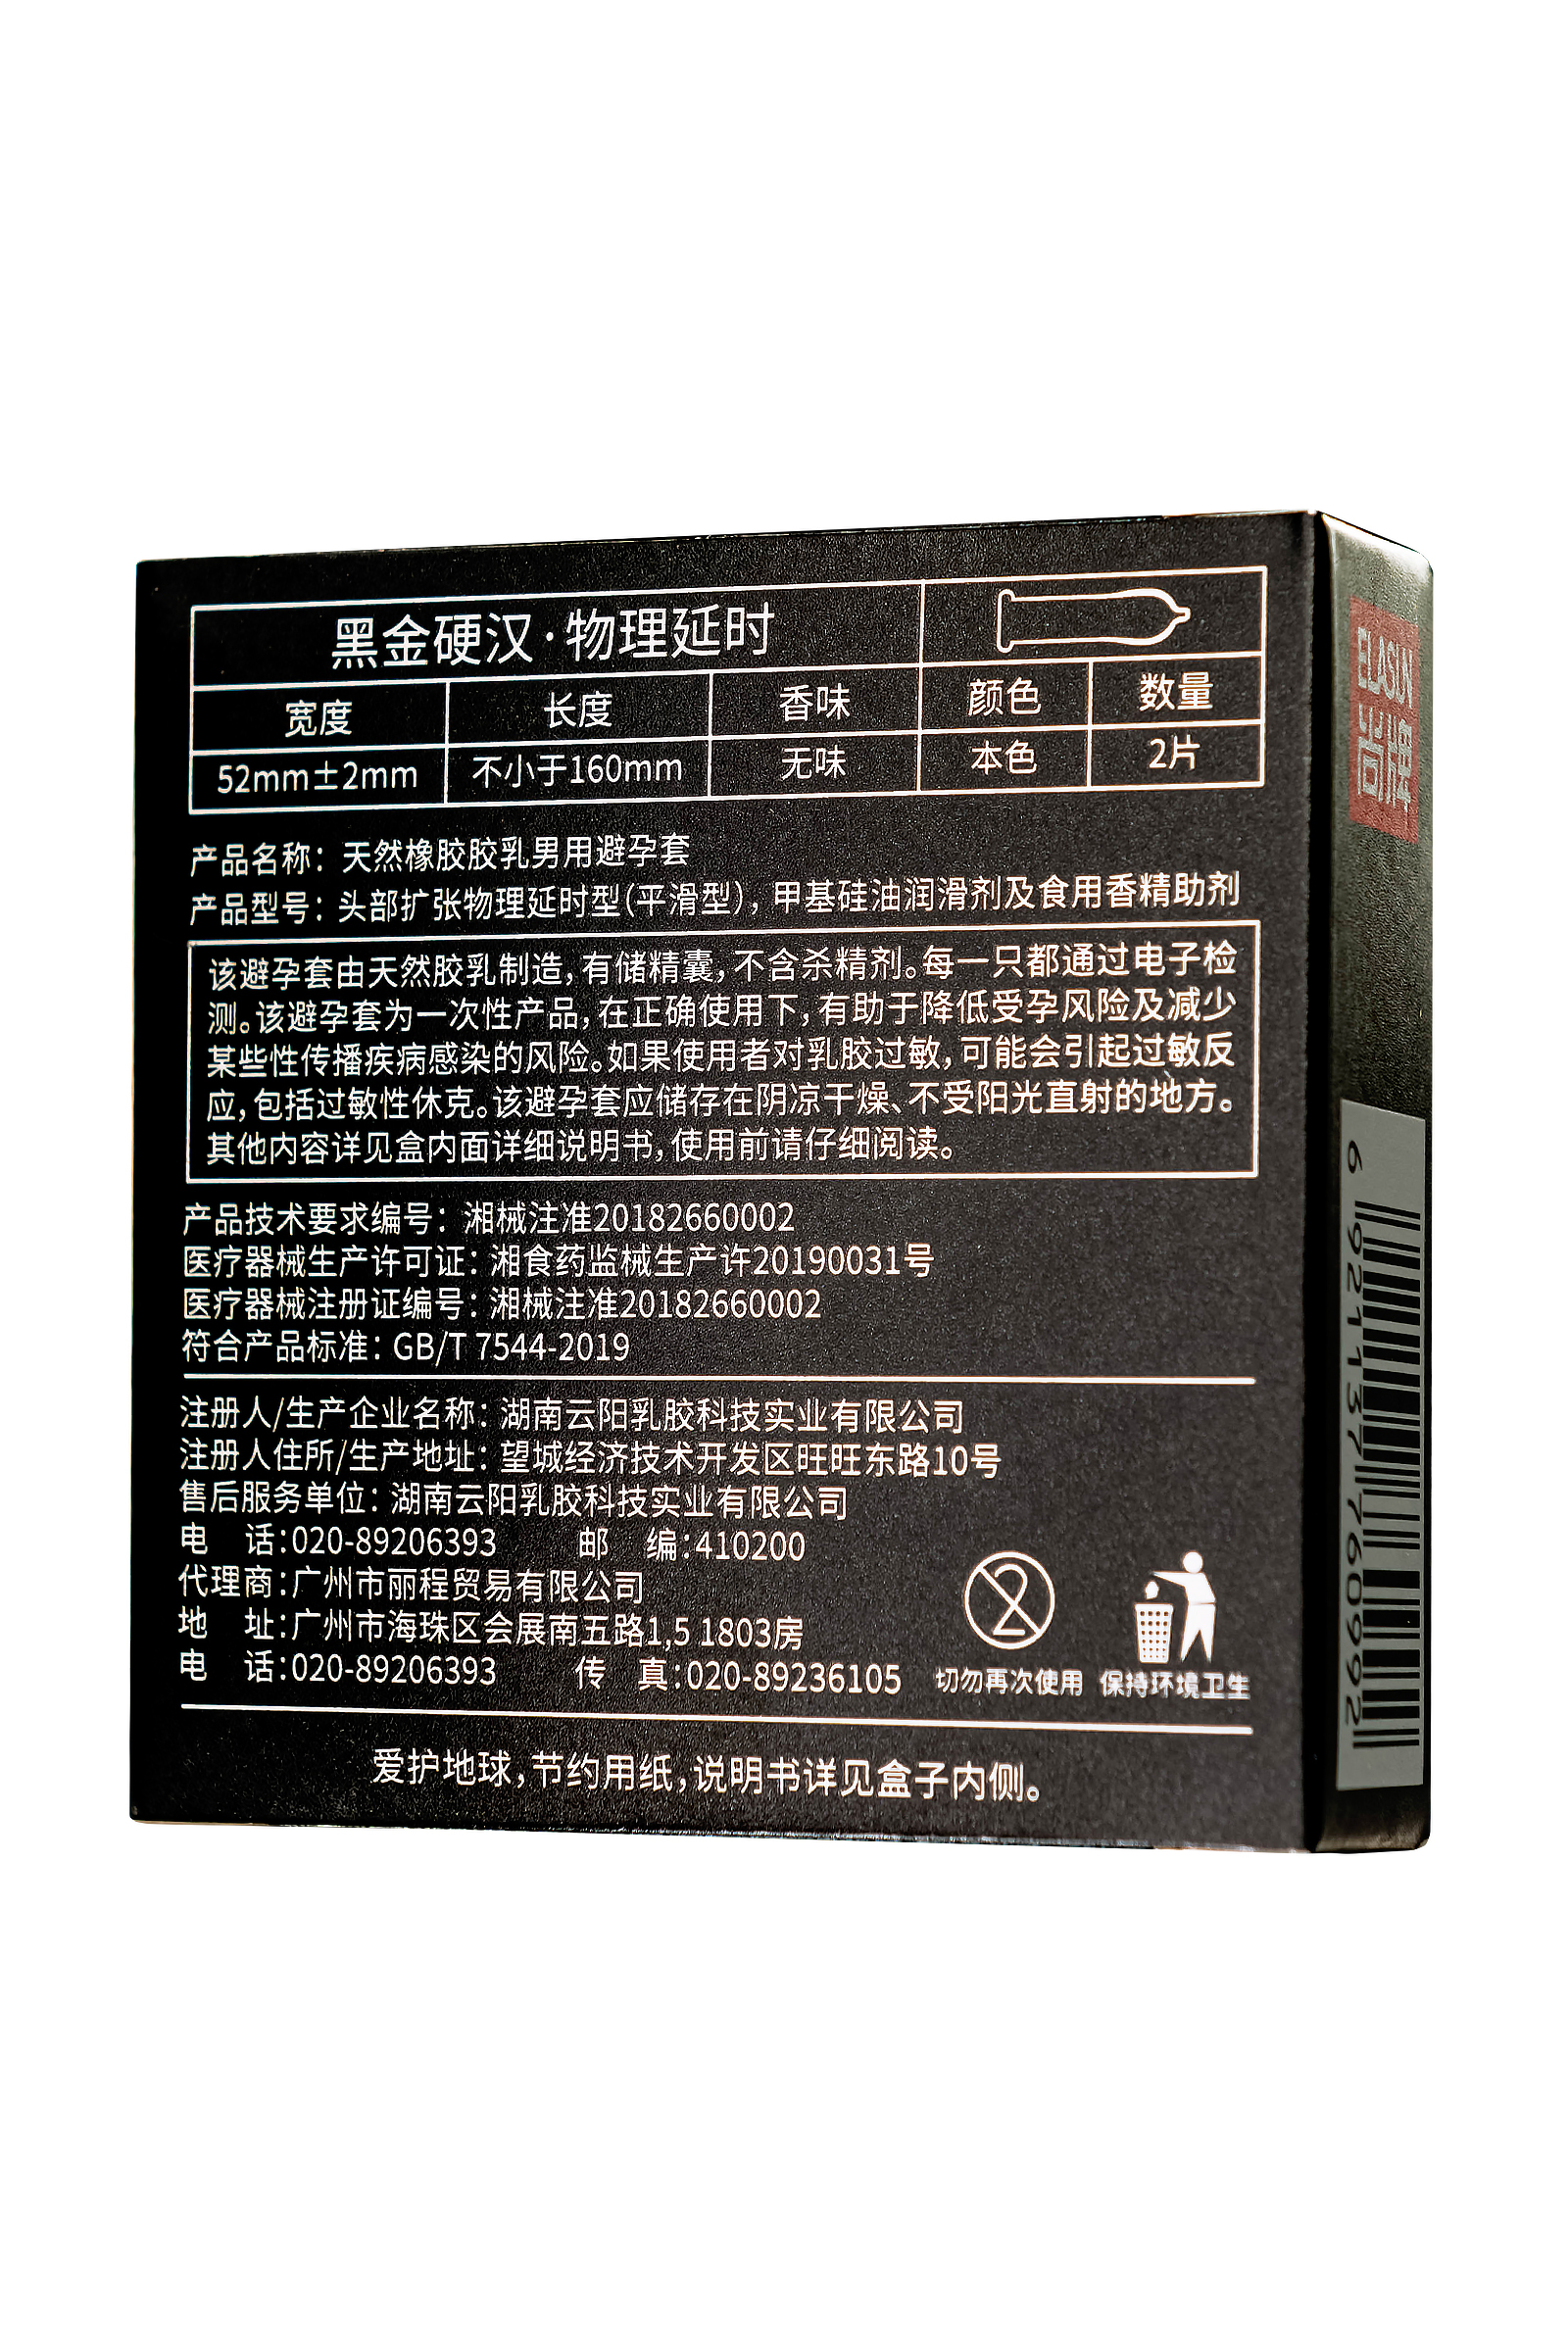 黑金硬汉·物理延时
宽度 长度 香味 颜色 数量
52mm±2mm 不小于160mm 无味 本色 2片
产品名称：天然橡胶胶乳男用避孕套
产品型号：头部扩张物理延时型(平滑型)，甲基硅油润滑剂及食用香精助剂
该避孕套由天然胶乳制造，有储精囊，不含杀精剂。每一只都通过电子检
测。该避孕套为一次性产品，在正确使用下，有助于降低受孕风险及减少
某些性传播疾病感染的风险。如果使用者对乳胶过敏，可能会引起过敏反
应，包括过敏性休克。该避孕套应储存在阴凉干燥、不受阳光直射的地方。
其他内容详见盒内面详细说明书，使用前请仔细阅读。
产品技术要求编号：湘械注准20182660002
医疗器械生产许可证：湘食药监械生产许20190031号
医疗器械注册证编号：湘械注准20182660002
符合产品标准：GB/T 7544-2019
注册人/生产企业名称：湖南云阳乳胶科技实业有限公司
注册人住所/生产地址：望城经济技术开发区旺旺东路10号
售后服务单位：湖南云阳乳胶科技实业有限公司
电 话：020-89206393 邮 编：410200
代理商：广州市丽程贸易有限公司
地 址：广州市海珠区会展南五路1,5 1803房
电 话：020-89206393 传 真：020-89236105
2
切勿再次使用 保持环境卫生
爱护地球，节约用纸，说明书详见盒子内侧。
ELASUN
尚牌
6 921137 760992